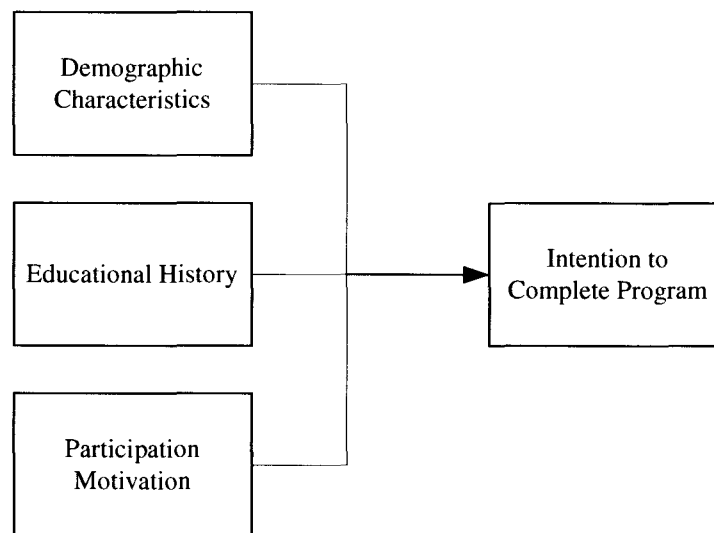 Demographic
Characteristics
Educational History
Intention to
Complete Program
Participation
Motivation